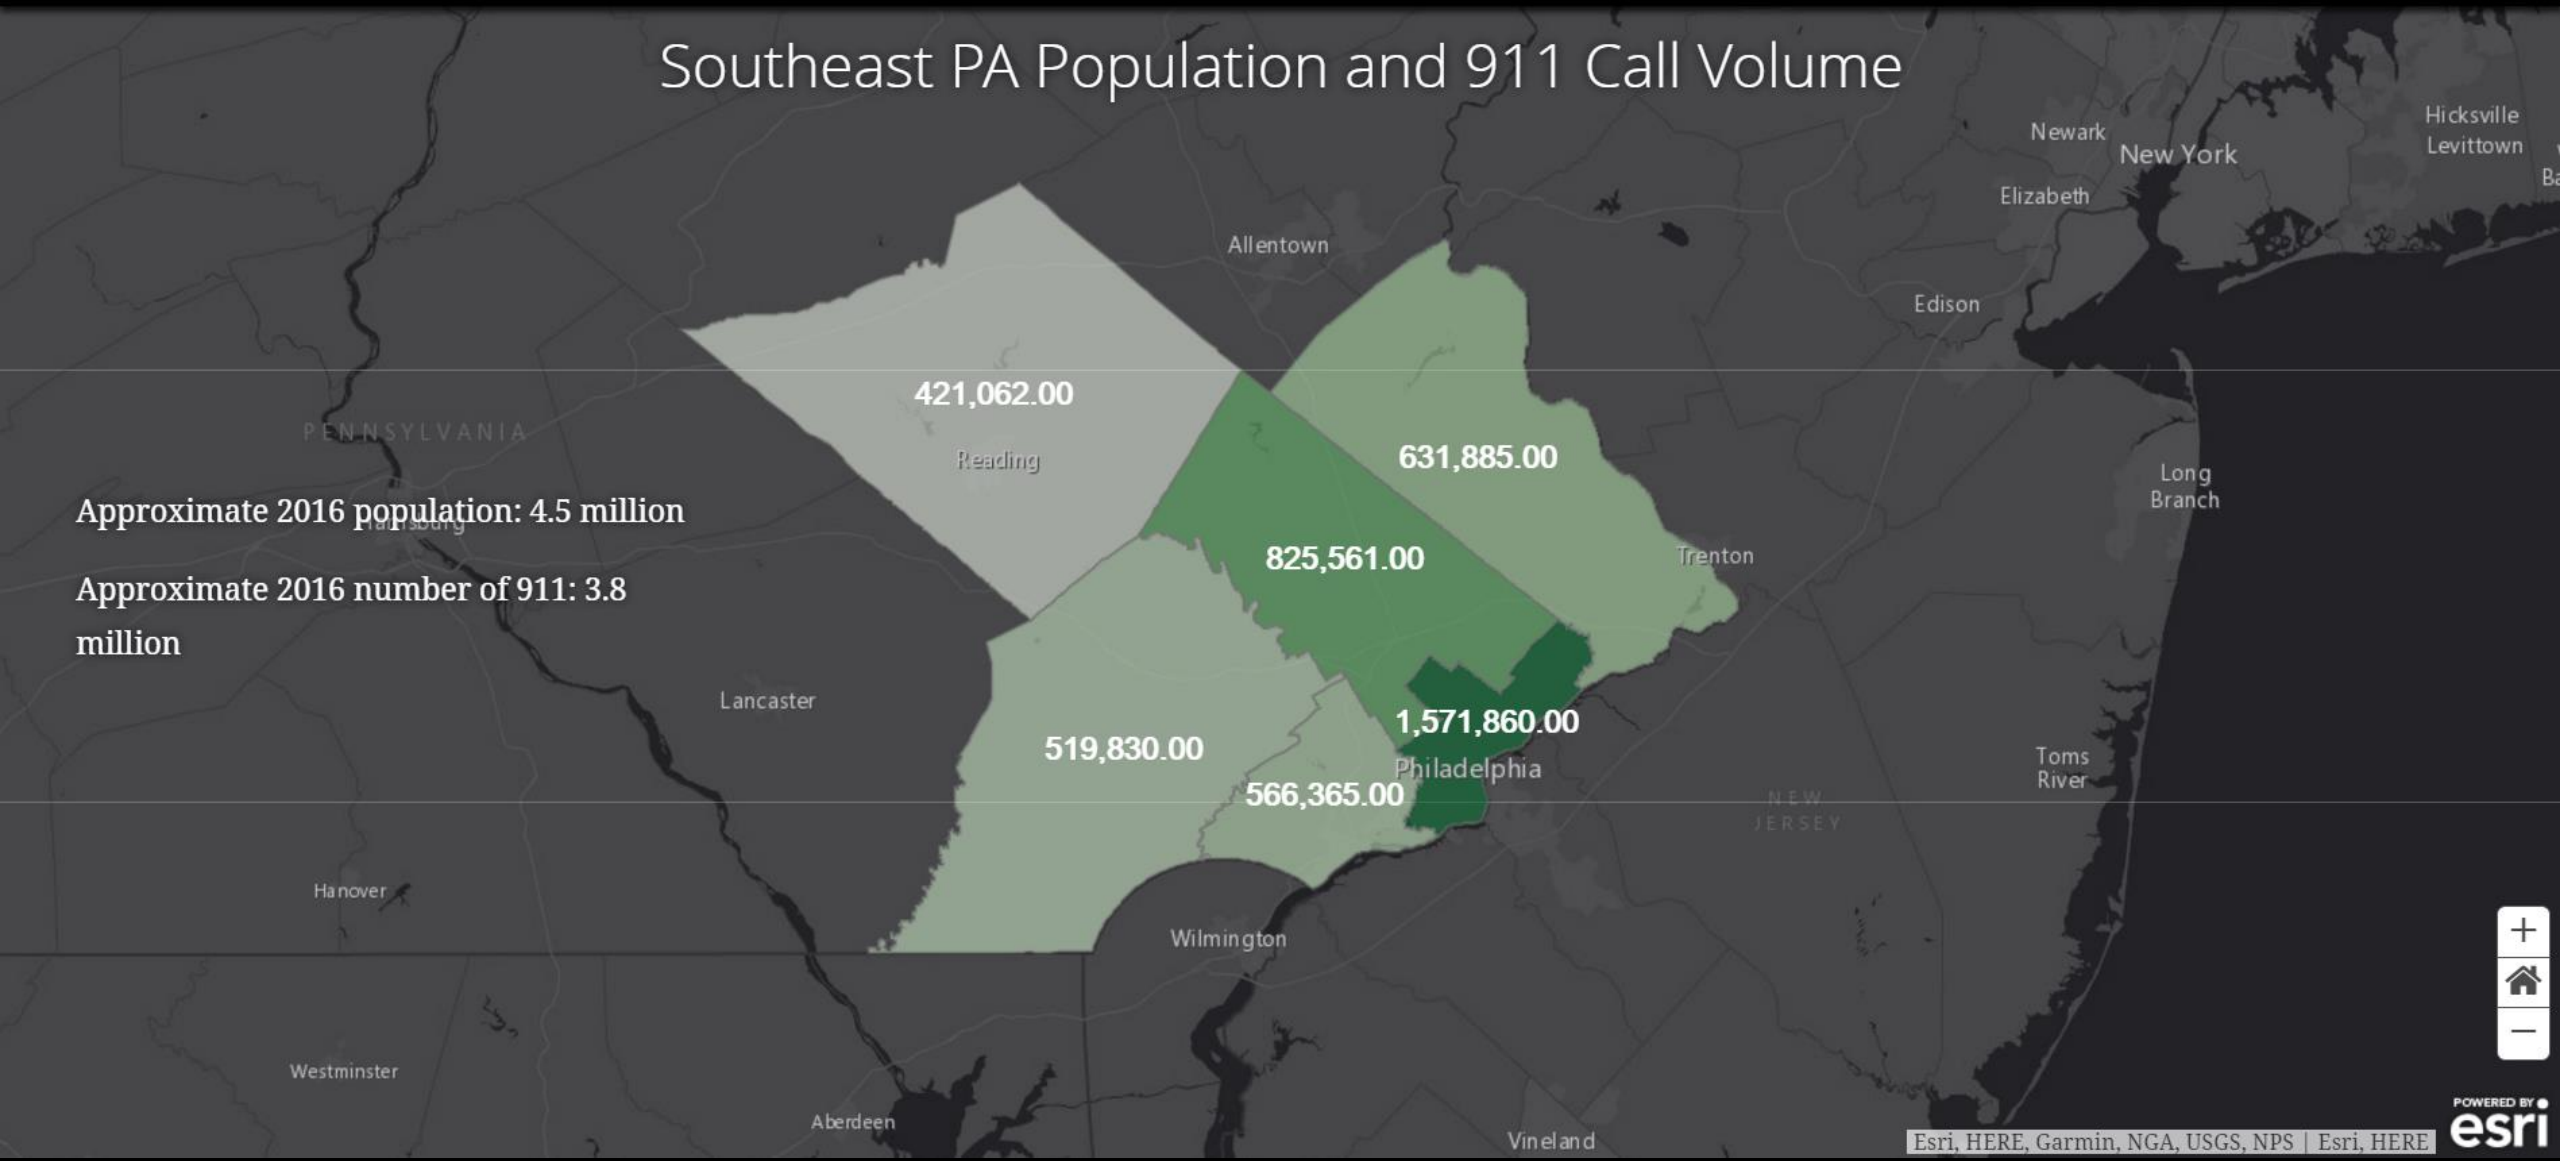 Southeast PA Population and 911 Call Volume
Hicksville
Levittown
Newark
New York
Elizabeth
Allentown
Edison
421,062.00
PENNSYLVANIA
Reading
631,885.00
Long
Branch
Approximate 2016 population: 4.5 million
825,561.00
Trenton
Approximate 2016 number of 911: 3.8
million
Lancaster
519,830.00
1,571,860.00
Philadelphia
566,365.00
Toms
River
NEW
JERSEY
Hanover
Wilmington
Westminster
Aberdeen
Vineland
+
−
POWERED BY
esri
Esri, HERE, Garmin, NGA, USGS, NPS | Esri, HERE